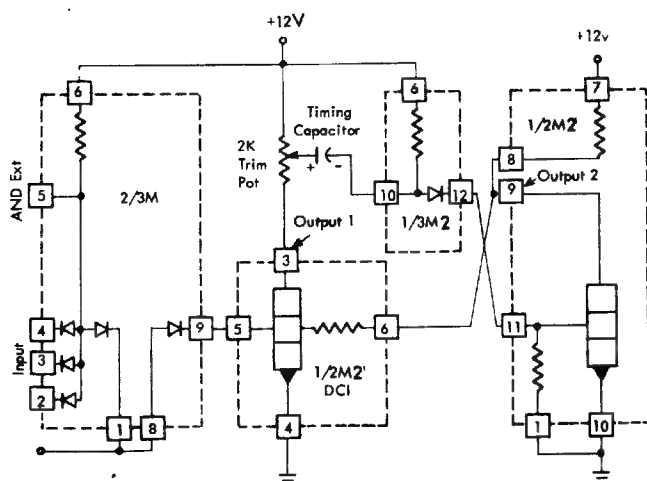 +12V
+12v
6
6
7
Timing
Capacitor
1/2M2'
2K
Trim
Pot
+
-
8
AND Ext
5
2/3M
10
12
9
Output 2
1/3M2
Output 1
3
4
9
5
6
11
Input
3
2
1/2M2'
DCI
1
8
4
1
10